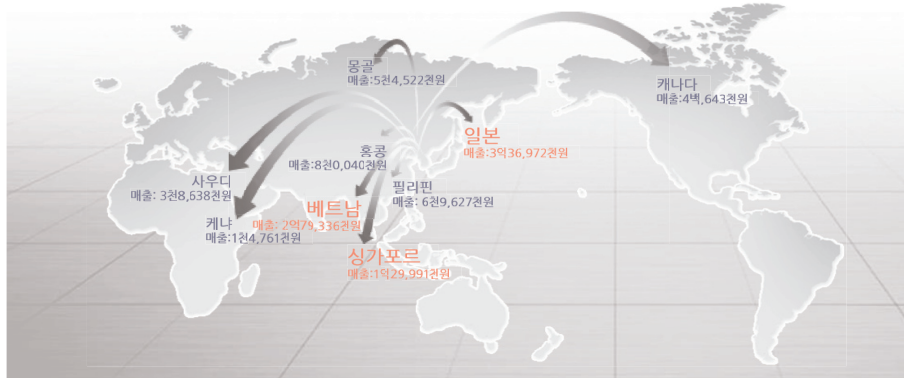 몽골
매출:5천4,522천원
캐나다
매출:4백,643천원
일본
매출:3억36,972천원
홍콩
매출:8천0,040천원
사우디
매출: 3천8,638천원
필리핀
매출: 6천9,627천원
베트남
매출: 2억79,336천원
케냐
매출:1천4,761천원
싱가포르
매출:1억29,991천원